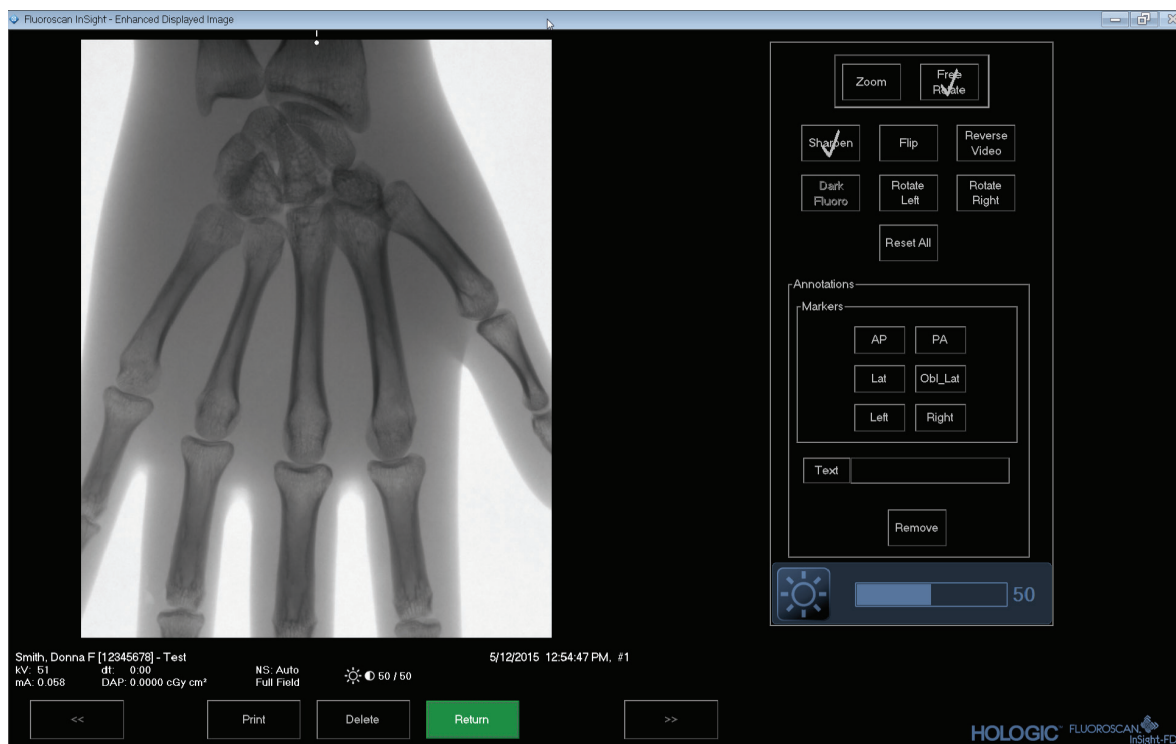 Fluoroscan InSight - Enhanced Displayed Image
Zoom
Free
Rotate
Sharpen
Flip
Reverse
Video
Dark
Fluoro
Rotate
Left
Rotate
Right
Reset All
Annotations
Markers
AP
PA
Lat
Obl_Lat
Left
Right
Text
Remove
50
Smith, Donna F [12345678] - Test
5/12/2015 12:54:47 PM, #1
kV: 51 dt: 0:00 NS: Auto
mA: 0.058 DAP: 0.0000 cGy cm² Full Field
50 / 50
<<
Print
Delete
Return
>>
HOLOGIC™ FLUOROSCAN
InSight-FD